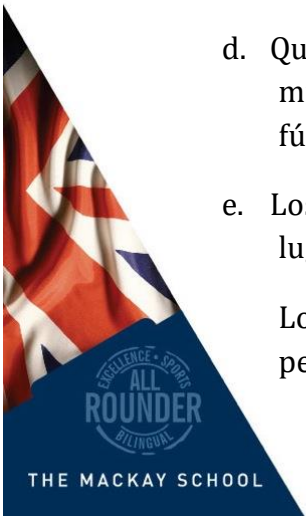 d. Qu
m
fú
e. Lo
lu
Lo
pe
EXCELLENCE · SPORTS
ALL
ROUNDER
BILINGUAL
THE MACKAY SCHOOL